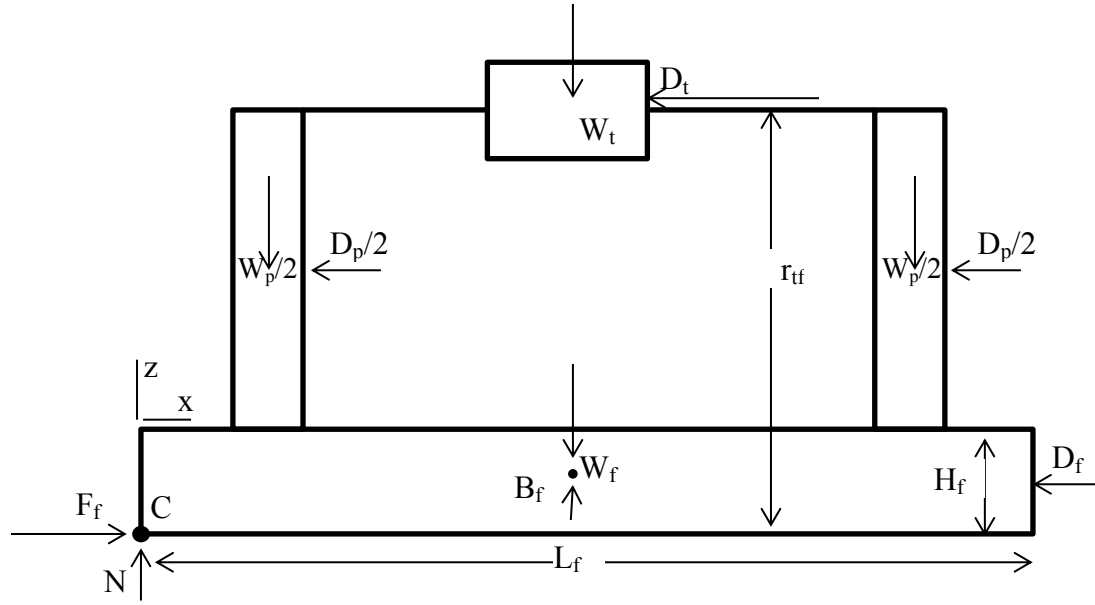 D_t
W_t
D_p/2
D_p/2
W_p/2
W_p/2
r_tf
z
x
W_f
D_f
B_f
H_f
F_f
C
L_f
N